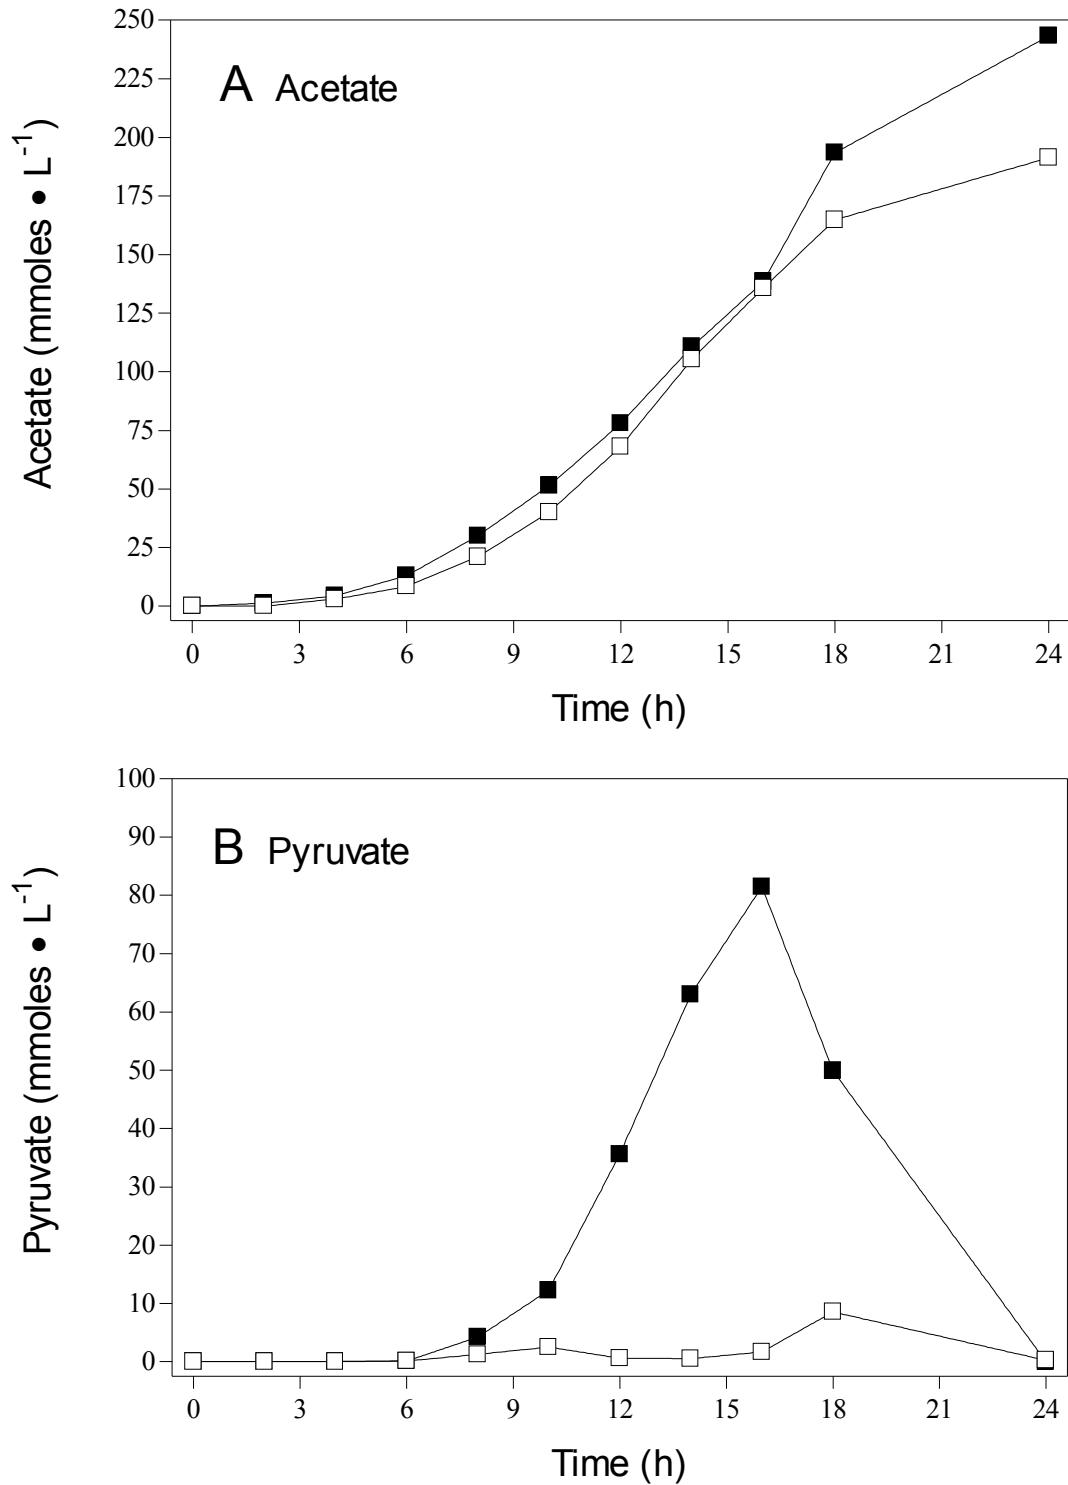 A Acetate
Acetate (mmoles • L⁻¹)
250
225
200
175
150
125
100
75
50
25
0
0 3 6 9 12 15 18 21 24
Time (h)
B Pyruvate
Pyruvate (mmoles • L⁻¹)
100
90
80
70
60
50
40
30
20
10
0
0 3 6 9 12 15 18 21 24
Time (h)